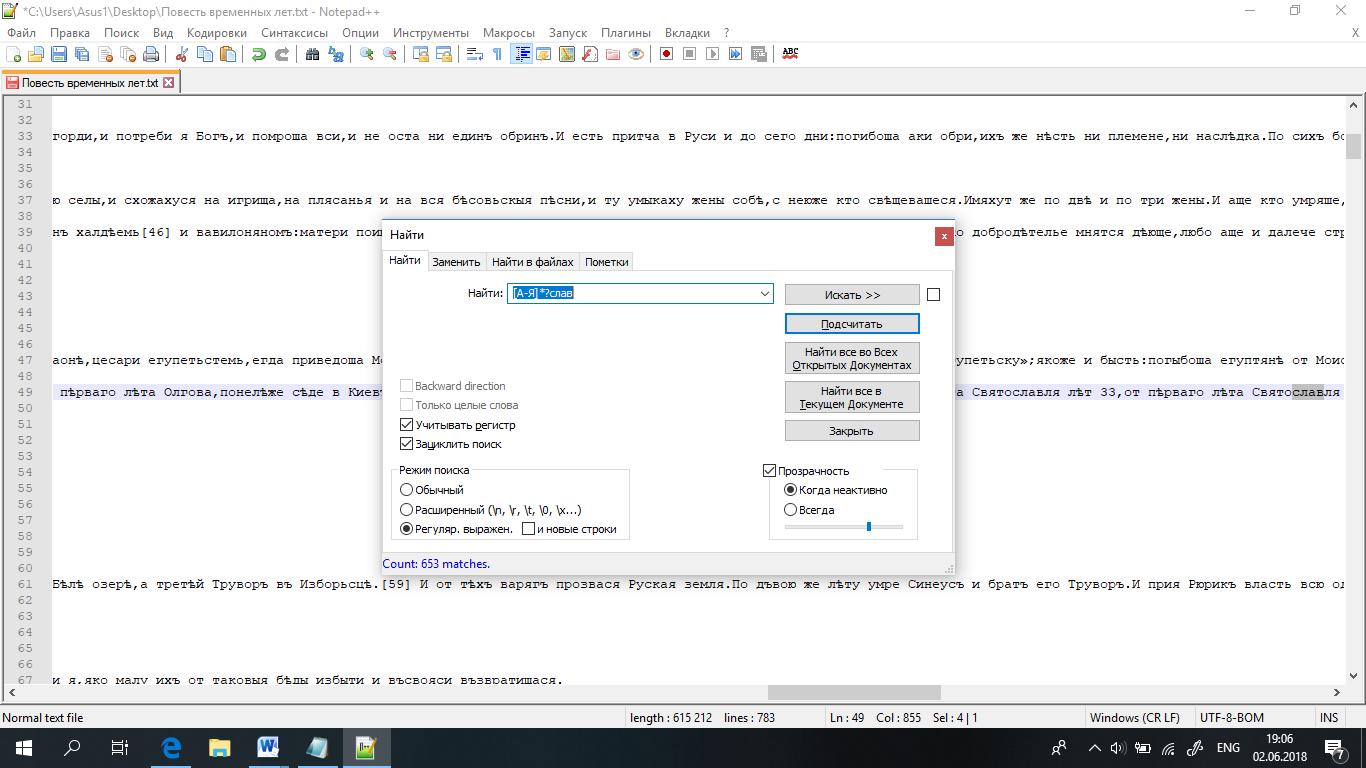 *C:\Users\Asus1\Desktop\Повесть временных лет.txt - Notepad++
Файл Правка Поиск Вид Кодировки Синтаксисы Опции Инструменты Макросы Запуск Плагины Вкладки ? X
Повесть временных лет.txt
31
32
33 горди,и потреби я Богъ,и помроша вси,и не оста ни единъ обринъ.И есть притча в Руси и до сего дни:погибоша аки обри,ихъ же нѣсть ни племене,ни наслѣдка.По сихъ бо
34
35
36
37 ю селы,и схожахуся на игрища,на плясанья и на вся бѣсовьскыя пѣсни,и ту умыкаху жены собѣ,с неюже кто свѣщевашеся.Имяхут же по двѣ и по три жены.И аще кто умряше,
38
39 нъ халдѣемь[46] и вавилоняномъ:матери пои о добродѣтелье мнятся дѣюще,любо аще и далече стр
40
41
42
43
44
45
46
47 аонѣ,цесари егупетьстемь,егда приведоша Мо упетьску»;якоже и бысть:погыбоша егуптянѣ от Моис
48
49 пѣрваго лѣта Олгова,понелѣже сѣде в Киев а Святославля лѣт 33,от пѣрваго лѣта Святославля
50
51
52
53
54
55
56
57
58
59
60
61 Бѣлѣ озерѣ,а третѣй Труворъ въ Изборьсцѣ.[59] И от тѣхъ варягъ прозвася Руская земля.По дъвою же лѣту умре Синеусъ и братъ его Труворъ.И прия Рюрикъ власть всю од
62
63
64
65
66
67 и я,яко малу ихъ от таковыя бѣды избыти и въсвояси възвратишася.
Найти
x
Найти Заменить Найти в файлах Пометки
Найти: [А-Я]*?слав
Искать >>
Подсчитать
Найти все во Всех Открытых Документах
Найти все в Текущем Документе
Закрыть
Backward direction
Только целые слова
Учитывать регистр
Зациклить поиск
Режим поиска
Обычный
Расширенный (\n, \r, \t, \0, \x...)
Регуляр. выражен. и новые строки
Прозрачность
Когда неактивно
Всегда
Count: 653 matches.
Normal text file length : 615 212 lines : 783 Ln : 49 Col : 855 Sel : 4 | 1 Windows (CR LF) UTF-8-BOM INS
ENG 19:06
02.06.2018
7